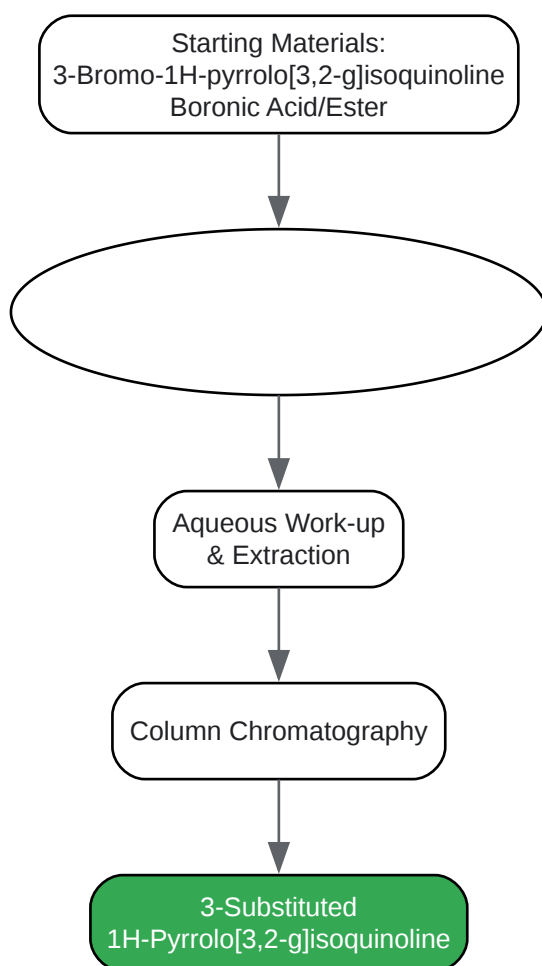 Starting Materials:
3-Bromo-1H-pyrrolo[3,2-g]isoquinoline
Boronic Acid/Ester
Aqueous Work-up
& Extraction
Column Chromatography
3-Substituted
1H-Pyrrolo[3,2-g]isoquinoline